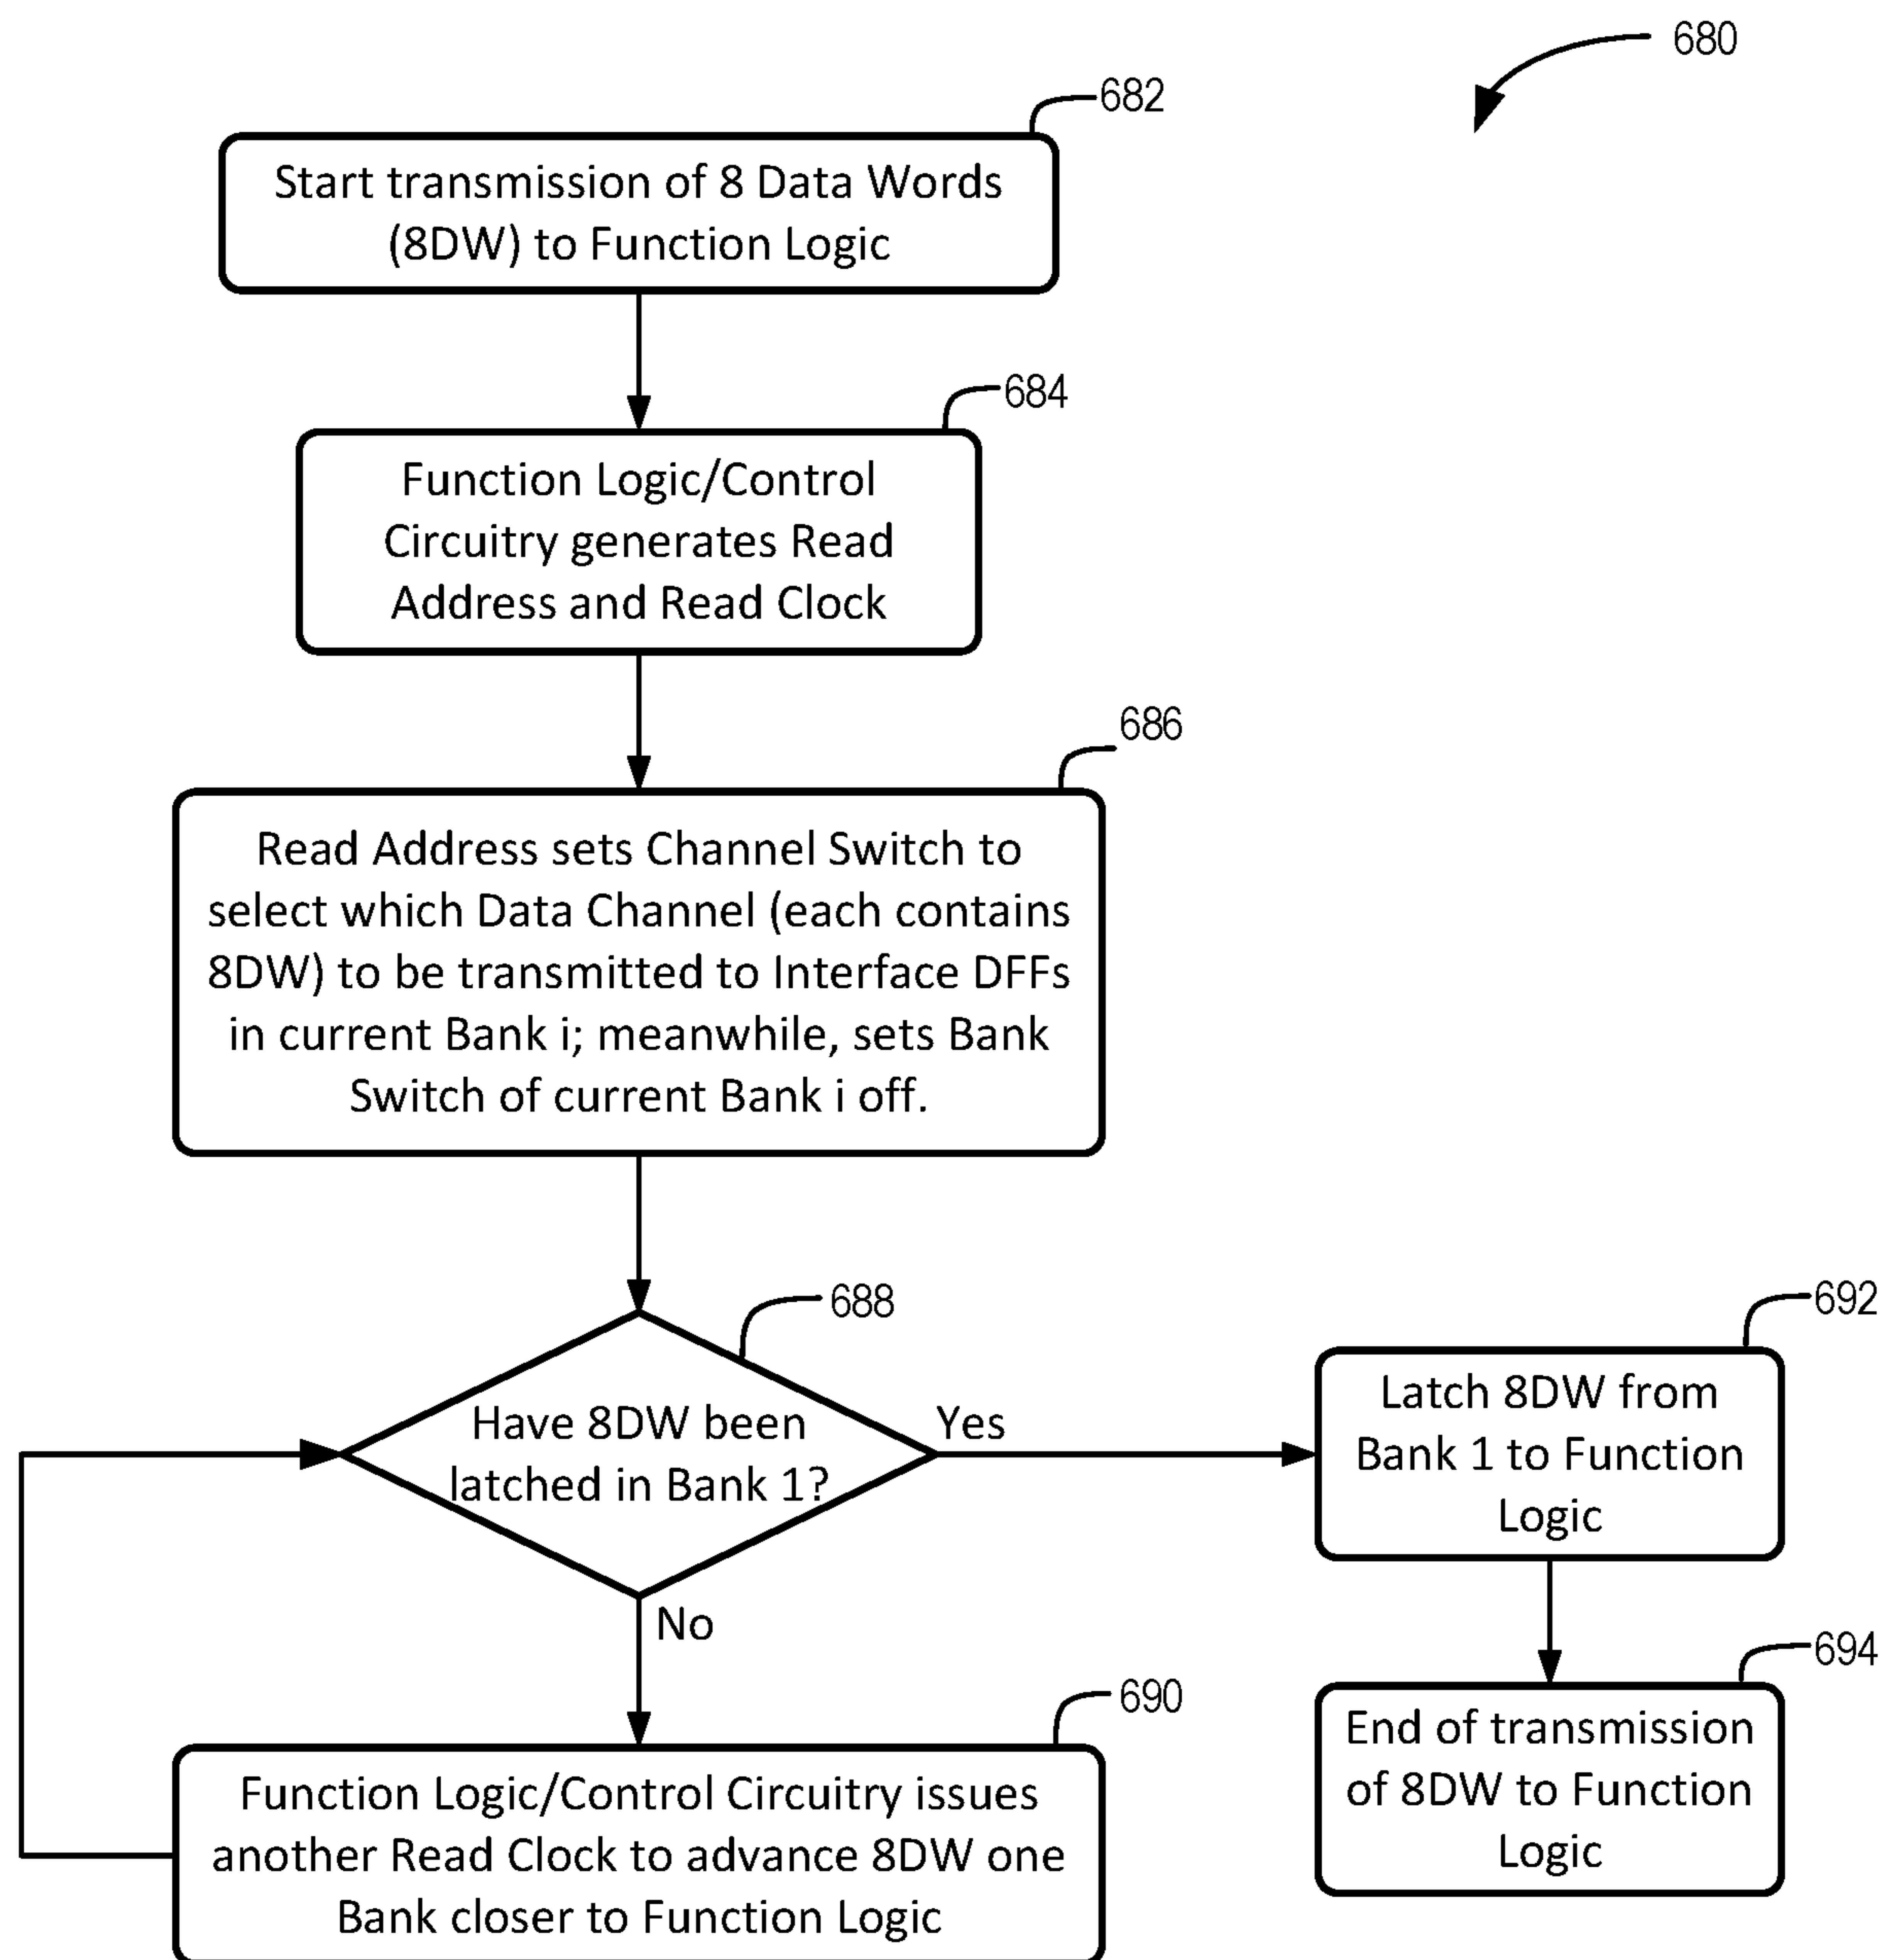 680
682
Start transmission of 8 Data Words
(8DW) to Function Logic
684
Function Logic/Control
Circuitry generates Read
Address and Read Clock
686
Read Address sets Channel Switch to
select which Data Channel (each contains
8DW) to be transmitted to Interface DFFs
in current Bank i; meanwhile, sets Bank
Switch of current Bank i off.
688
Have 8DW been
latched in Bank 1?
Yes
No
692
Latch 8DW from
Bank 1 to Function
Logic
690
Function Logic/Control Circuitry issues
another Read Clock to advance 8DW one
Bank closer to Function Logic
694
End of transmission
of 8DW to Function
Logic